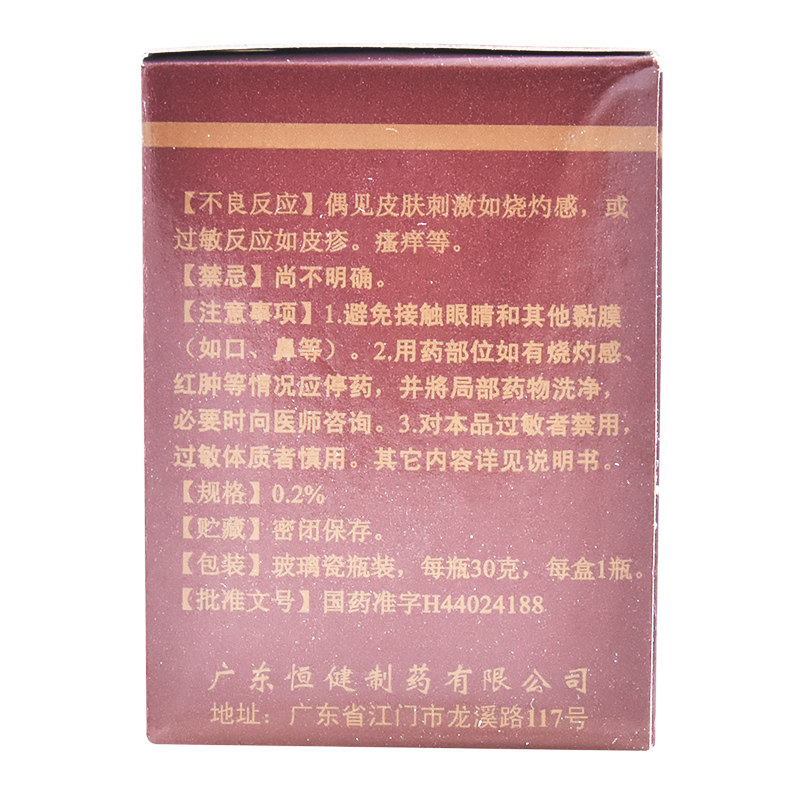 【不良反应】偶见皮肤刺激如烧灼感，或
过敏反应如皮疹。瘙痒等。
【禁忌】尚不明确。
【注意事项】1.避免接触眼睛和其他黏膜
（如口、鼻等）。2.用药部位如有烧灼感、
红肿等情况应停药，并將局部药物洗净，
必要时向医师咨询。3.对本品过敏者禁用，
过敏体质者慎用。其它内容详见说明书。
【规格】0.2%
【贮藏】密闭保存。
【包装】玻璃瓷瓶装，每瓶30克，每盒1瓶。
【批准文号】国药准字H44024188
广东恒健制药有限公司
地址：广东省江门市龙溪路117号